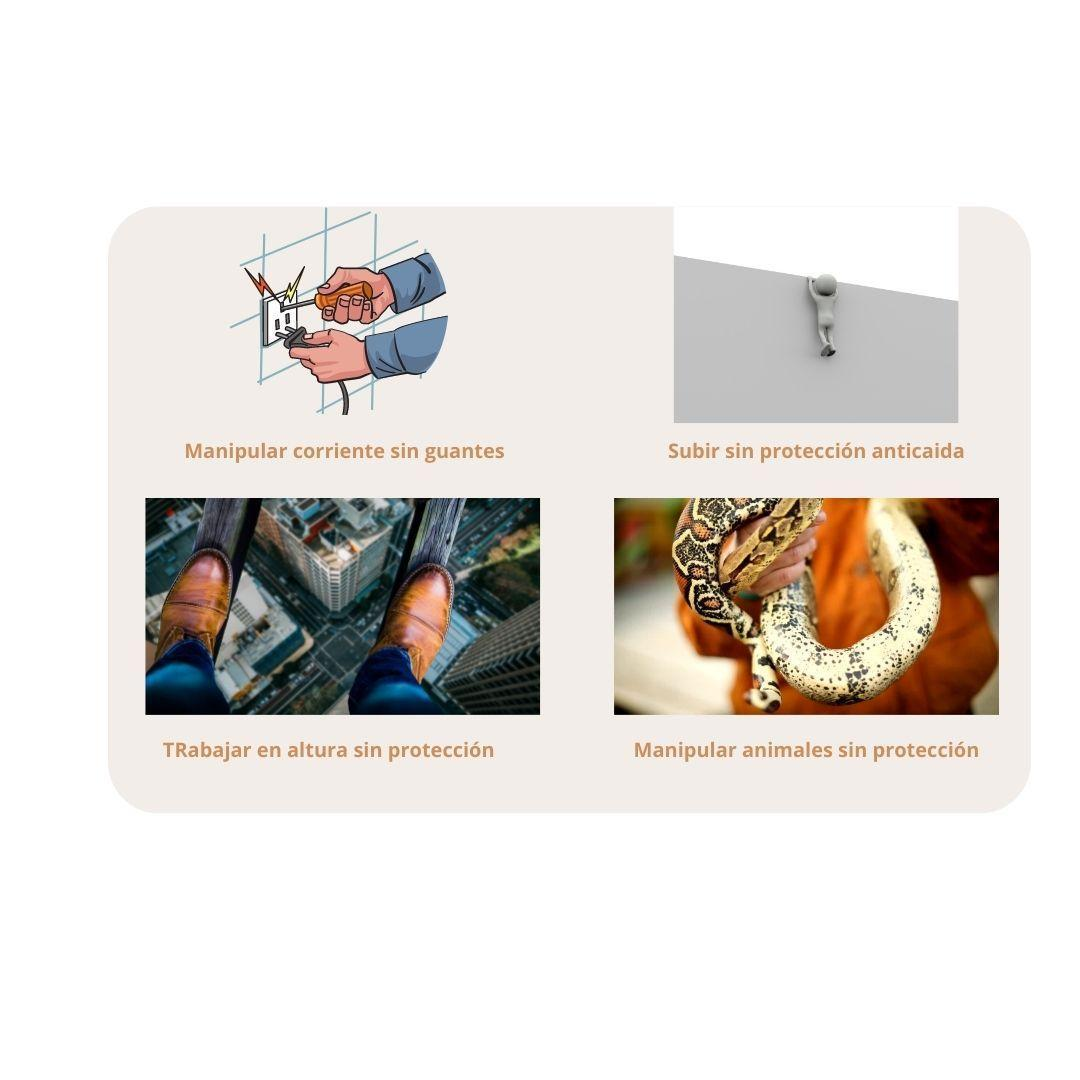 Manipular corriente sin guantes
Subir sin protección anticaida
TRabajar en altura sin protección
Manipular animales sin protección